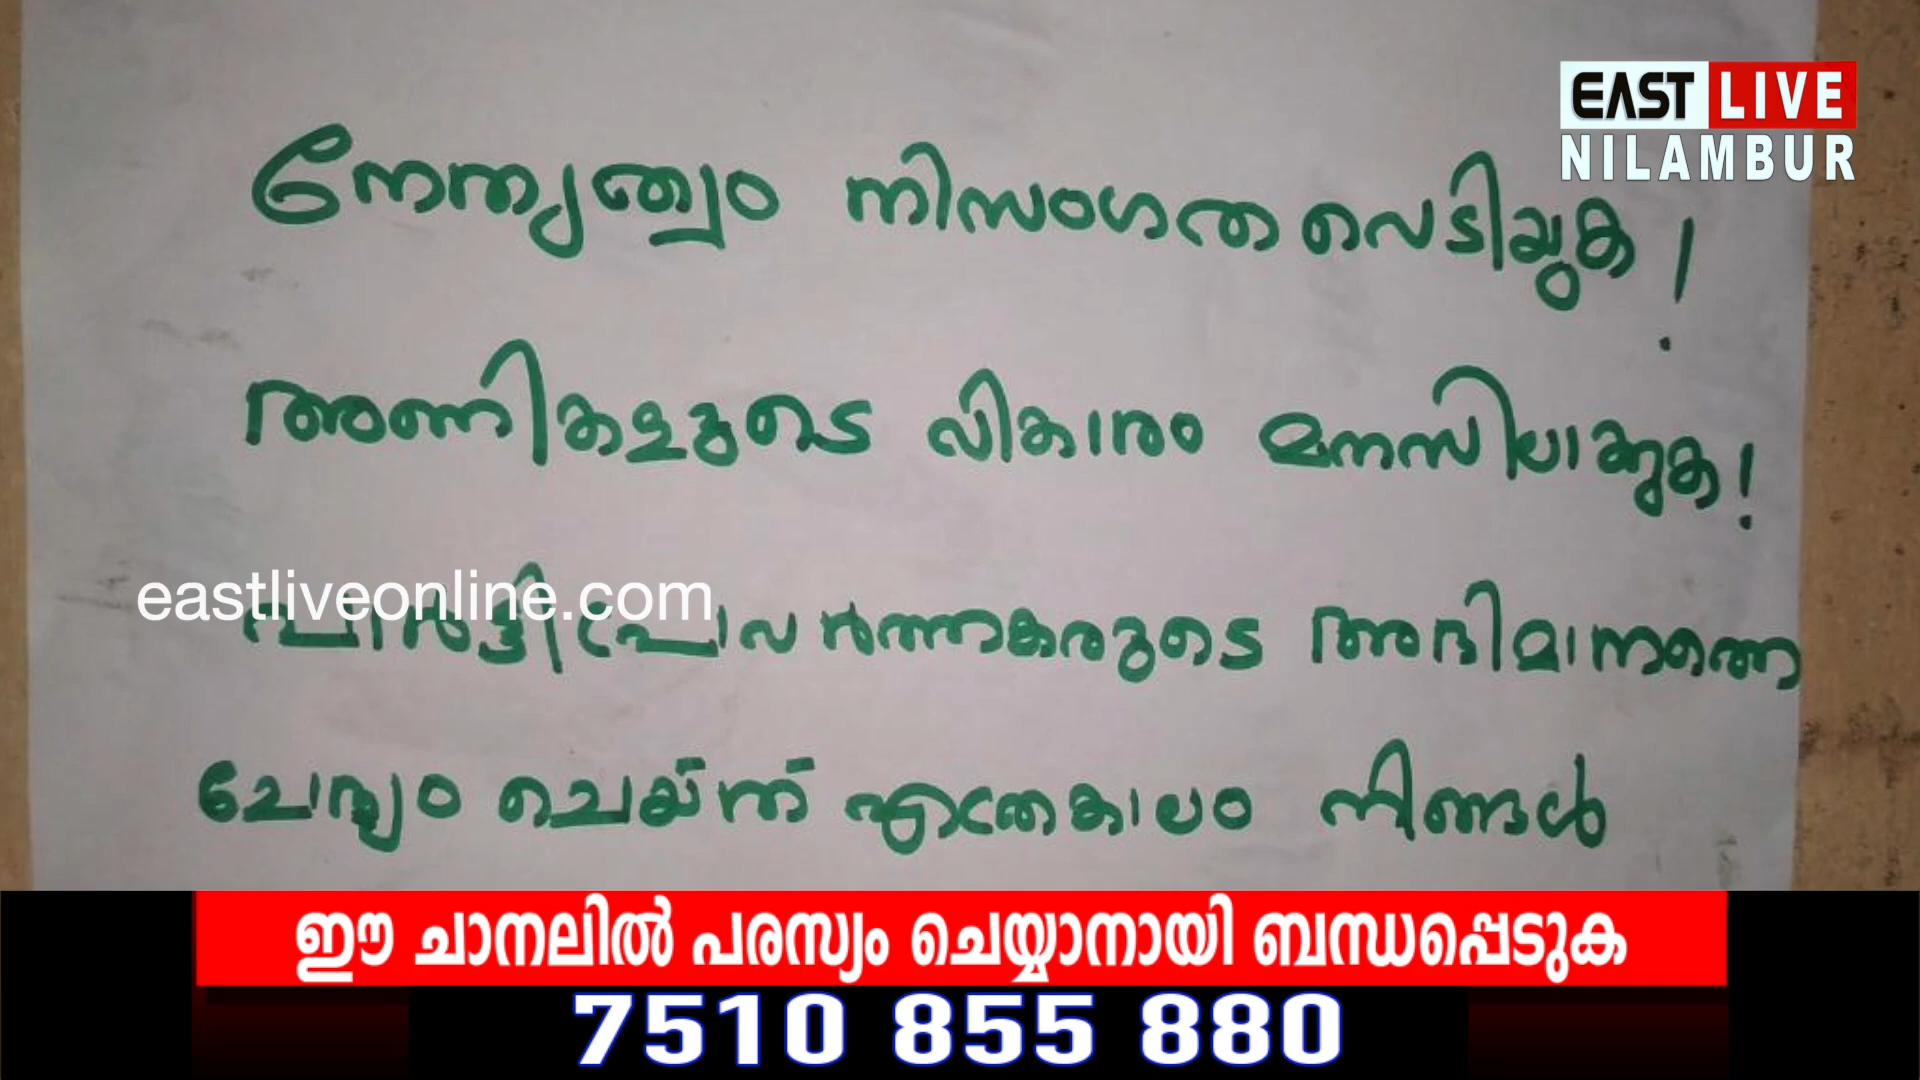 EAST LIVE
NILAMBUR
നേതൃത്വം നിസംഗത വെടിയുക !
അണികളുടെ വികാരം മനസിലാക്കുക !
eastliveonline.com
പാർട്ടി പ്രവർത്തകരുടെ അഭിമാനത്തെ
ചോദ്യം ചെയ്ത് എത്രകാലം നിങ്ങൾ
ഈ ചാനലിൽ പരസ്യം ചെയ്യാനായി ബന്ധപ്പെടുക
7510 855 880